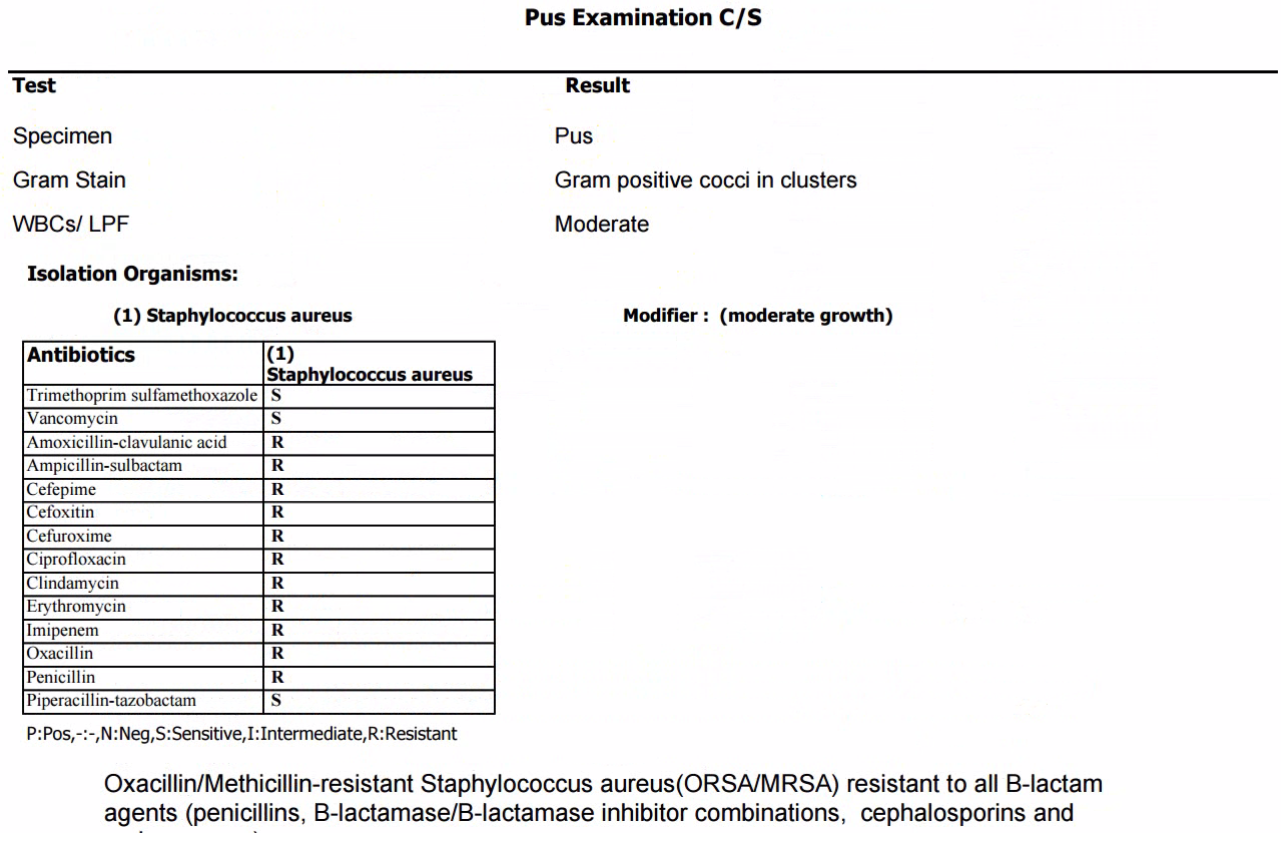 Pus Examination C/S
Test Result
Specimen Pus
Gram Stain Gram positive cocci in clusters
WBCs/ LPF Moderate
Isolation Organisms:
(1) Staphylococcus aureus Modifier : (moderate growth)
Antibiotics (1)
Staphylococcus aureus
Trimethoprim sulfamethoxazole S
Vancomycin S
Amoxicillin-clavulanic acid R
Ampicillin-sulbactam R
Cefepime R
Cefoxitin R
Cefuroxime R
Ciprofloxacin R
Clindamycin R
Erythromycin R
Imipenem R
Oxacillin R
Penicillin R
Piperacillin-tazobactam S
P:Pos,-:-,N:Neg,S:Sensitive,I:Intermediate,R:Resistant
Oxacillin/Methicillin-resistant Staphylococcus aureus(ORSA/MRSA) resistant to all B-lactam
agents (penicillins, B-lactamase/B-lactamase inhibitor combinations, cephalosporins and